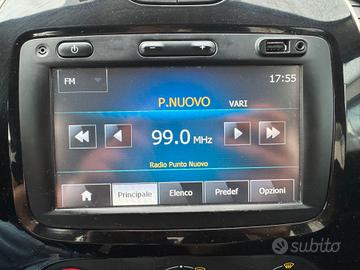 FM
17:55
P.NUOVO VARI
99.0 MHz
Radio Punto Nuovo
Principale Elenco Predef Opzioni
subito